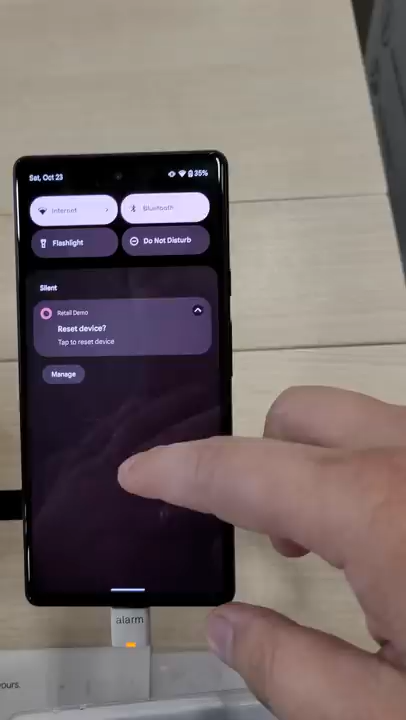 Sat, Oct 23
35%
Internet
Bluetooth
Flashlight
Do Not Disturb
Silent
Retail Demo
Reset device?
Tap to reset device
Manage
alarm
ours.